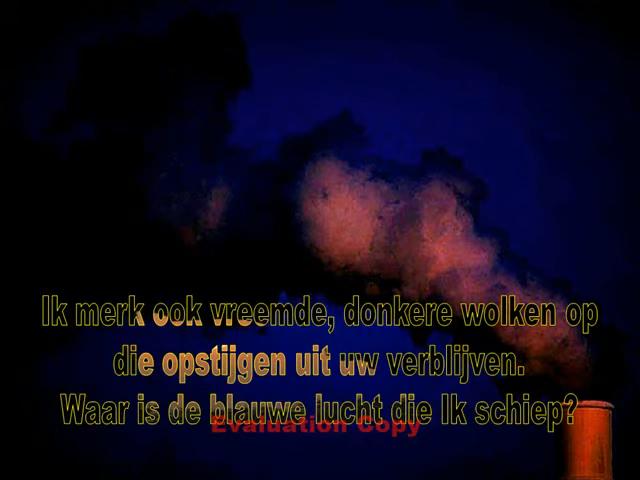 Ik merk ook vreemde, donkere wolken op
die opstijgen uit uw verblijven.
Waar is de blauwe lucht die Ik schiep?
Evaluation Copy